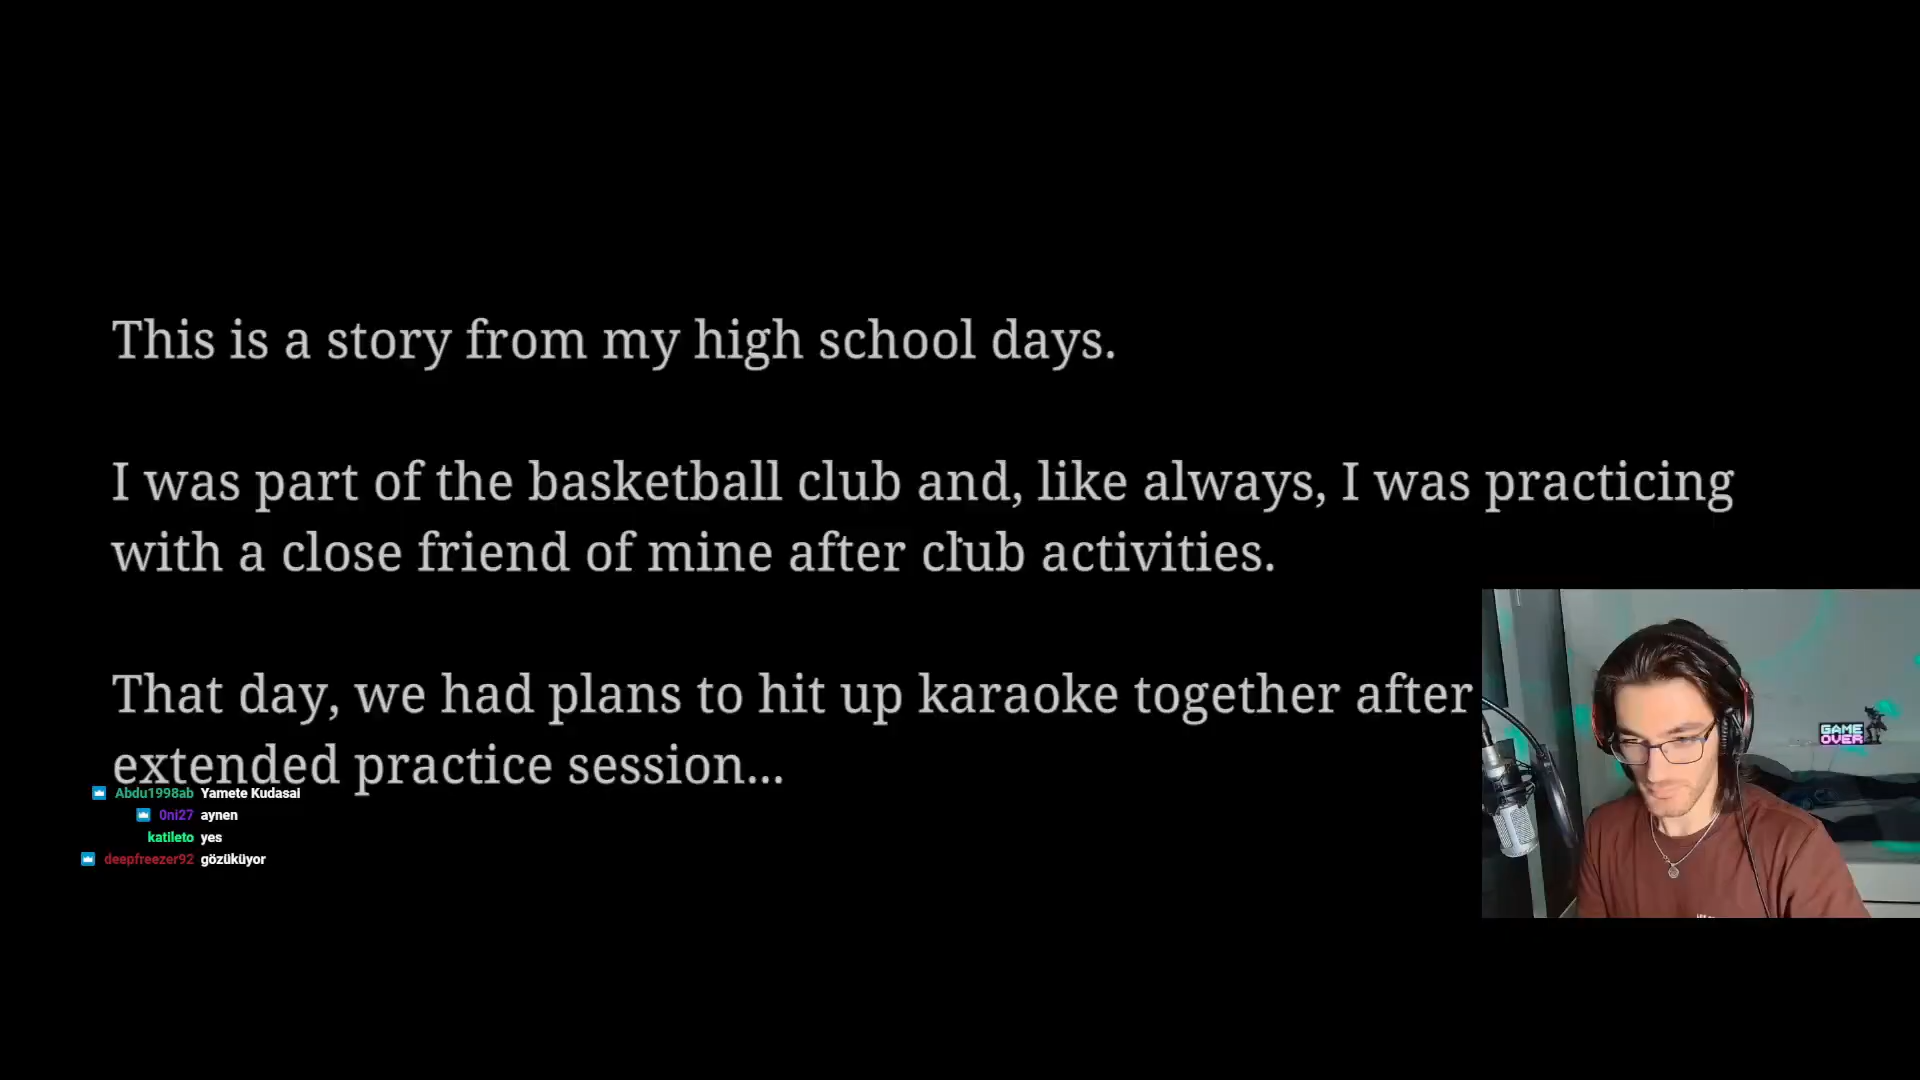 This is a story from my high school days.
I was part of the basketball club and, like always, I was practicing
with a close friend of mine after club activities.
That day, we had plans to hit up karaoke together after
extended practice session...
Abdu1998ab Yamete Kudasai
0ni27 aynen
katileto yes
deepfreezer92 gözüküyor
GAME
OVER